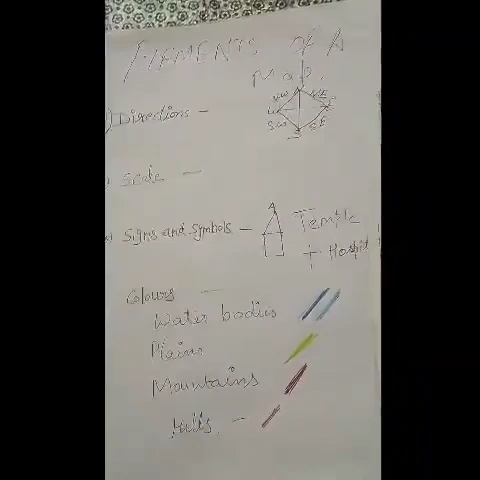 ELEMENTS OF A
Map.
NW N NE
1) Directions -
W E
SW S SE
Scale -
Signs and Symbols - Temple
+ Hospit
Colours -
Water bodies
Plains
Mountains
Hills -